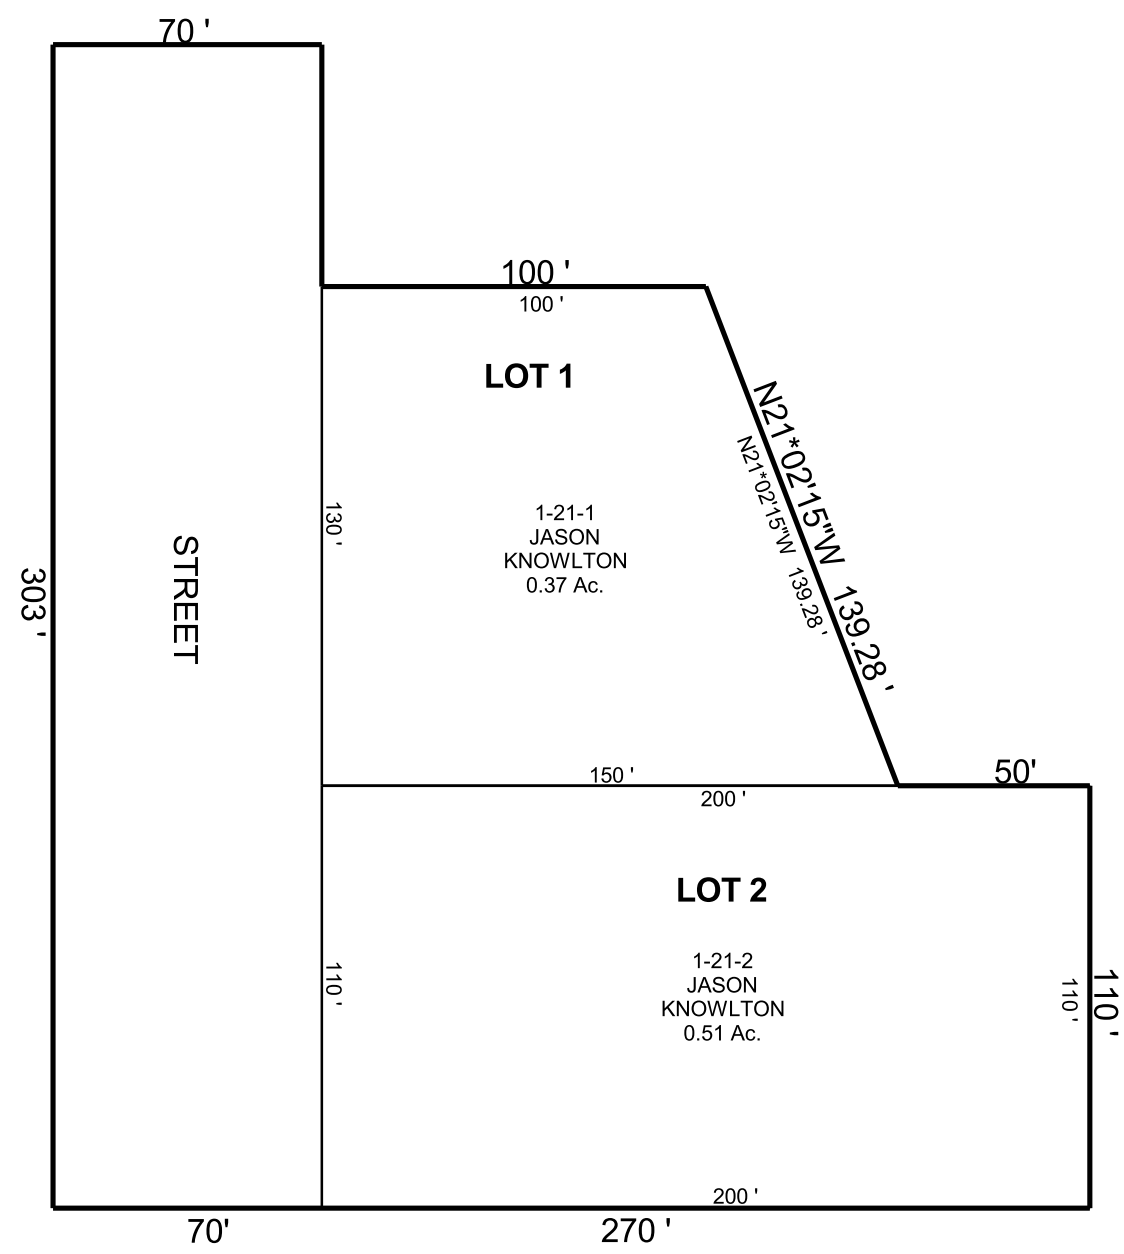 70 '
100 '
100 '
LOT 1
N21*02'15"W 139.28 '
N21*02'15"W 139.28 '
130 '
1-21-1
JASON
KNOWLTON
0.37 Ac.
STREET
303 '
150 '
50'
200 '
LOT 2
1-21-2
JASON
KNOWLTON
0.51 Ac.
110 '
110 '
110 '
200 '
70'
270 '